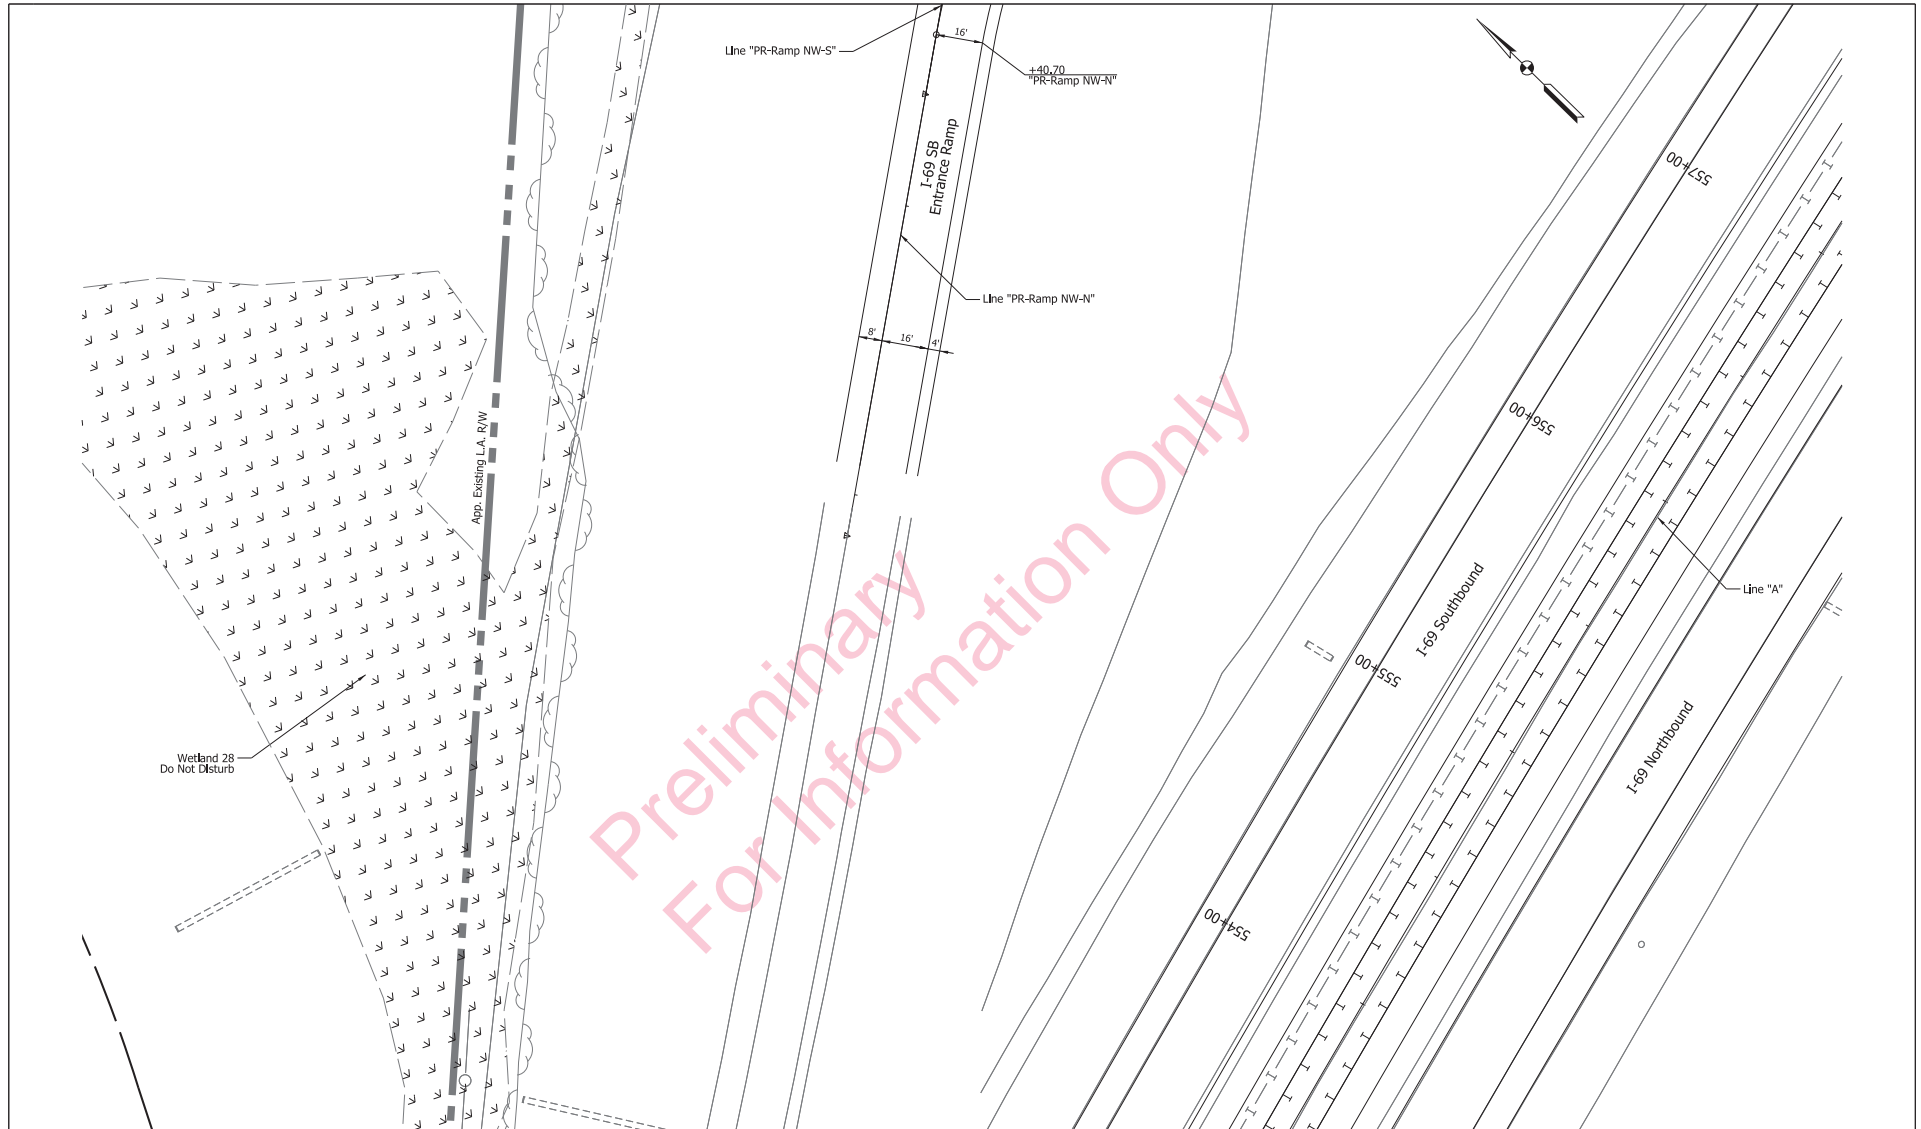 Line "PR-Ramp NW-S"
16'
+40.70
"PR-Ramp NW-N"
I-69 SB
Entrance Ramp
557+00
Line "PR-Ramp NW-N"
8'
16'
4'
App. Existing L.A. R/W
556+00
Preliminary
For Information Only
I-69 Southbound
Line "A"
555+00
I-69 Northbound
Wetland 28
Do Not Disturb
554+00